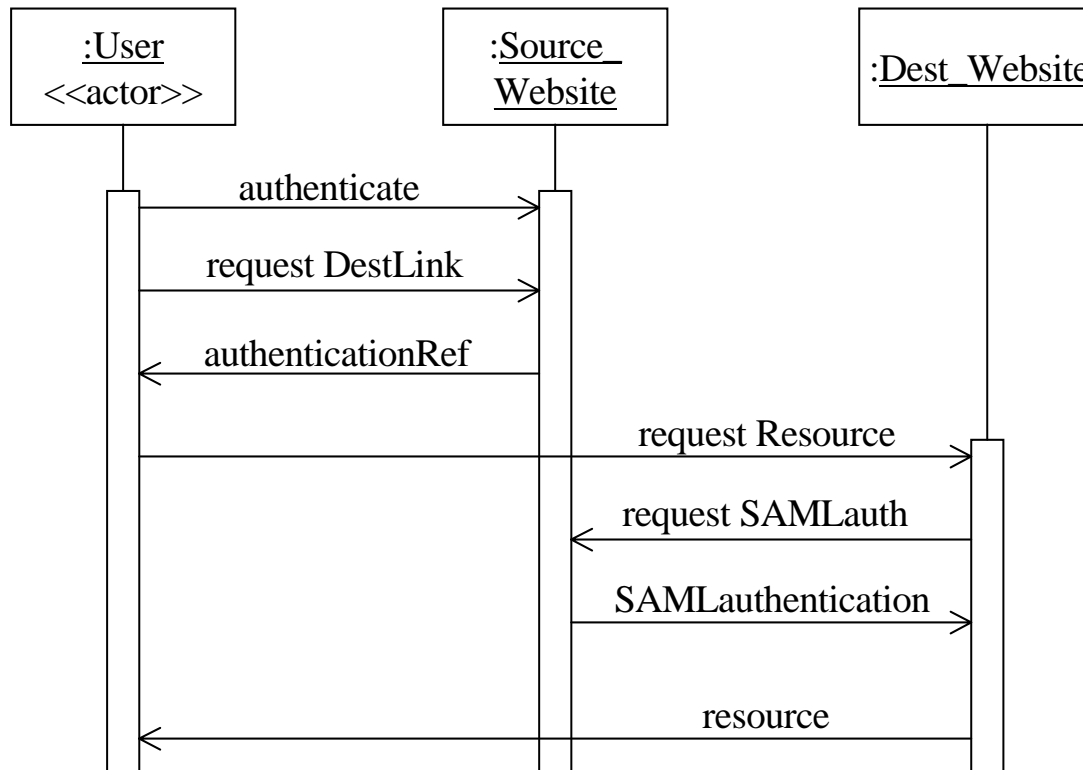 :User
<<actor>>
:Source_
Website
:Dest_Website
authenticate
request DestLink
authenticationRef
request Resource
request SAMLauth
SAMLauthentication
resource